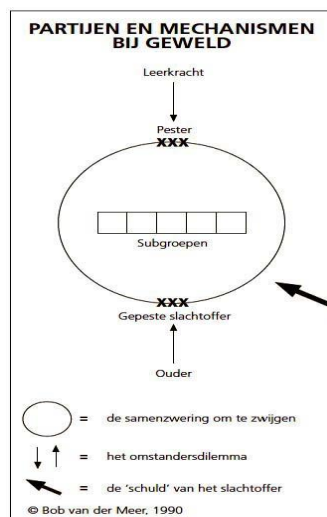 PARTIJEN EN MECHANISMEN
BIJ GEWELD
Leerkracht
Pester
xxx
Subgroepen
xxx
Gepeste slachtoffer
Ouder
= de samenzwering om te zwijgen
= het omstandersdilemma
= de 'schuld' van het slachtoffer
© Bob van der Meer, 1990